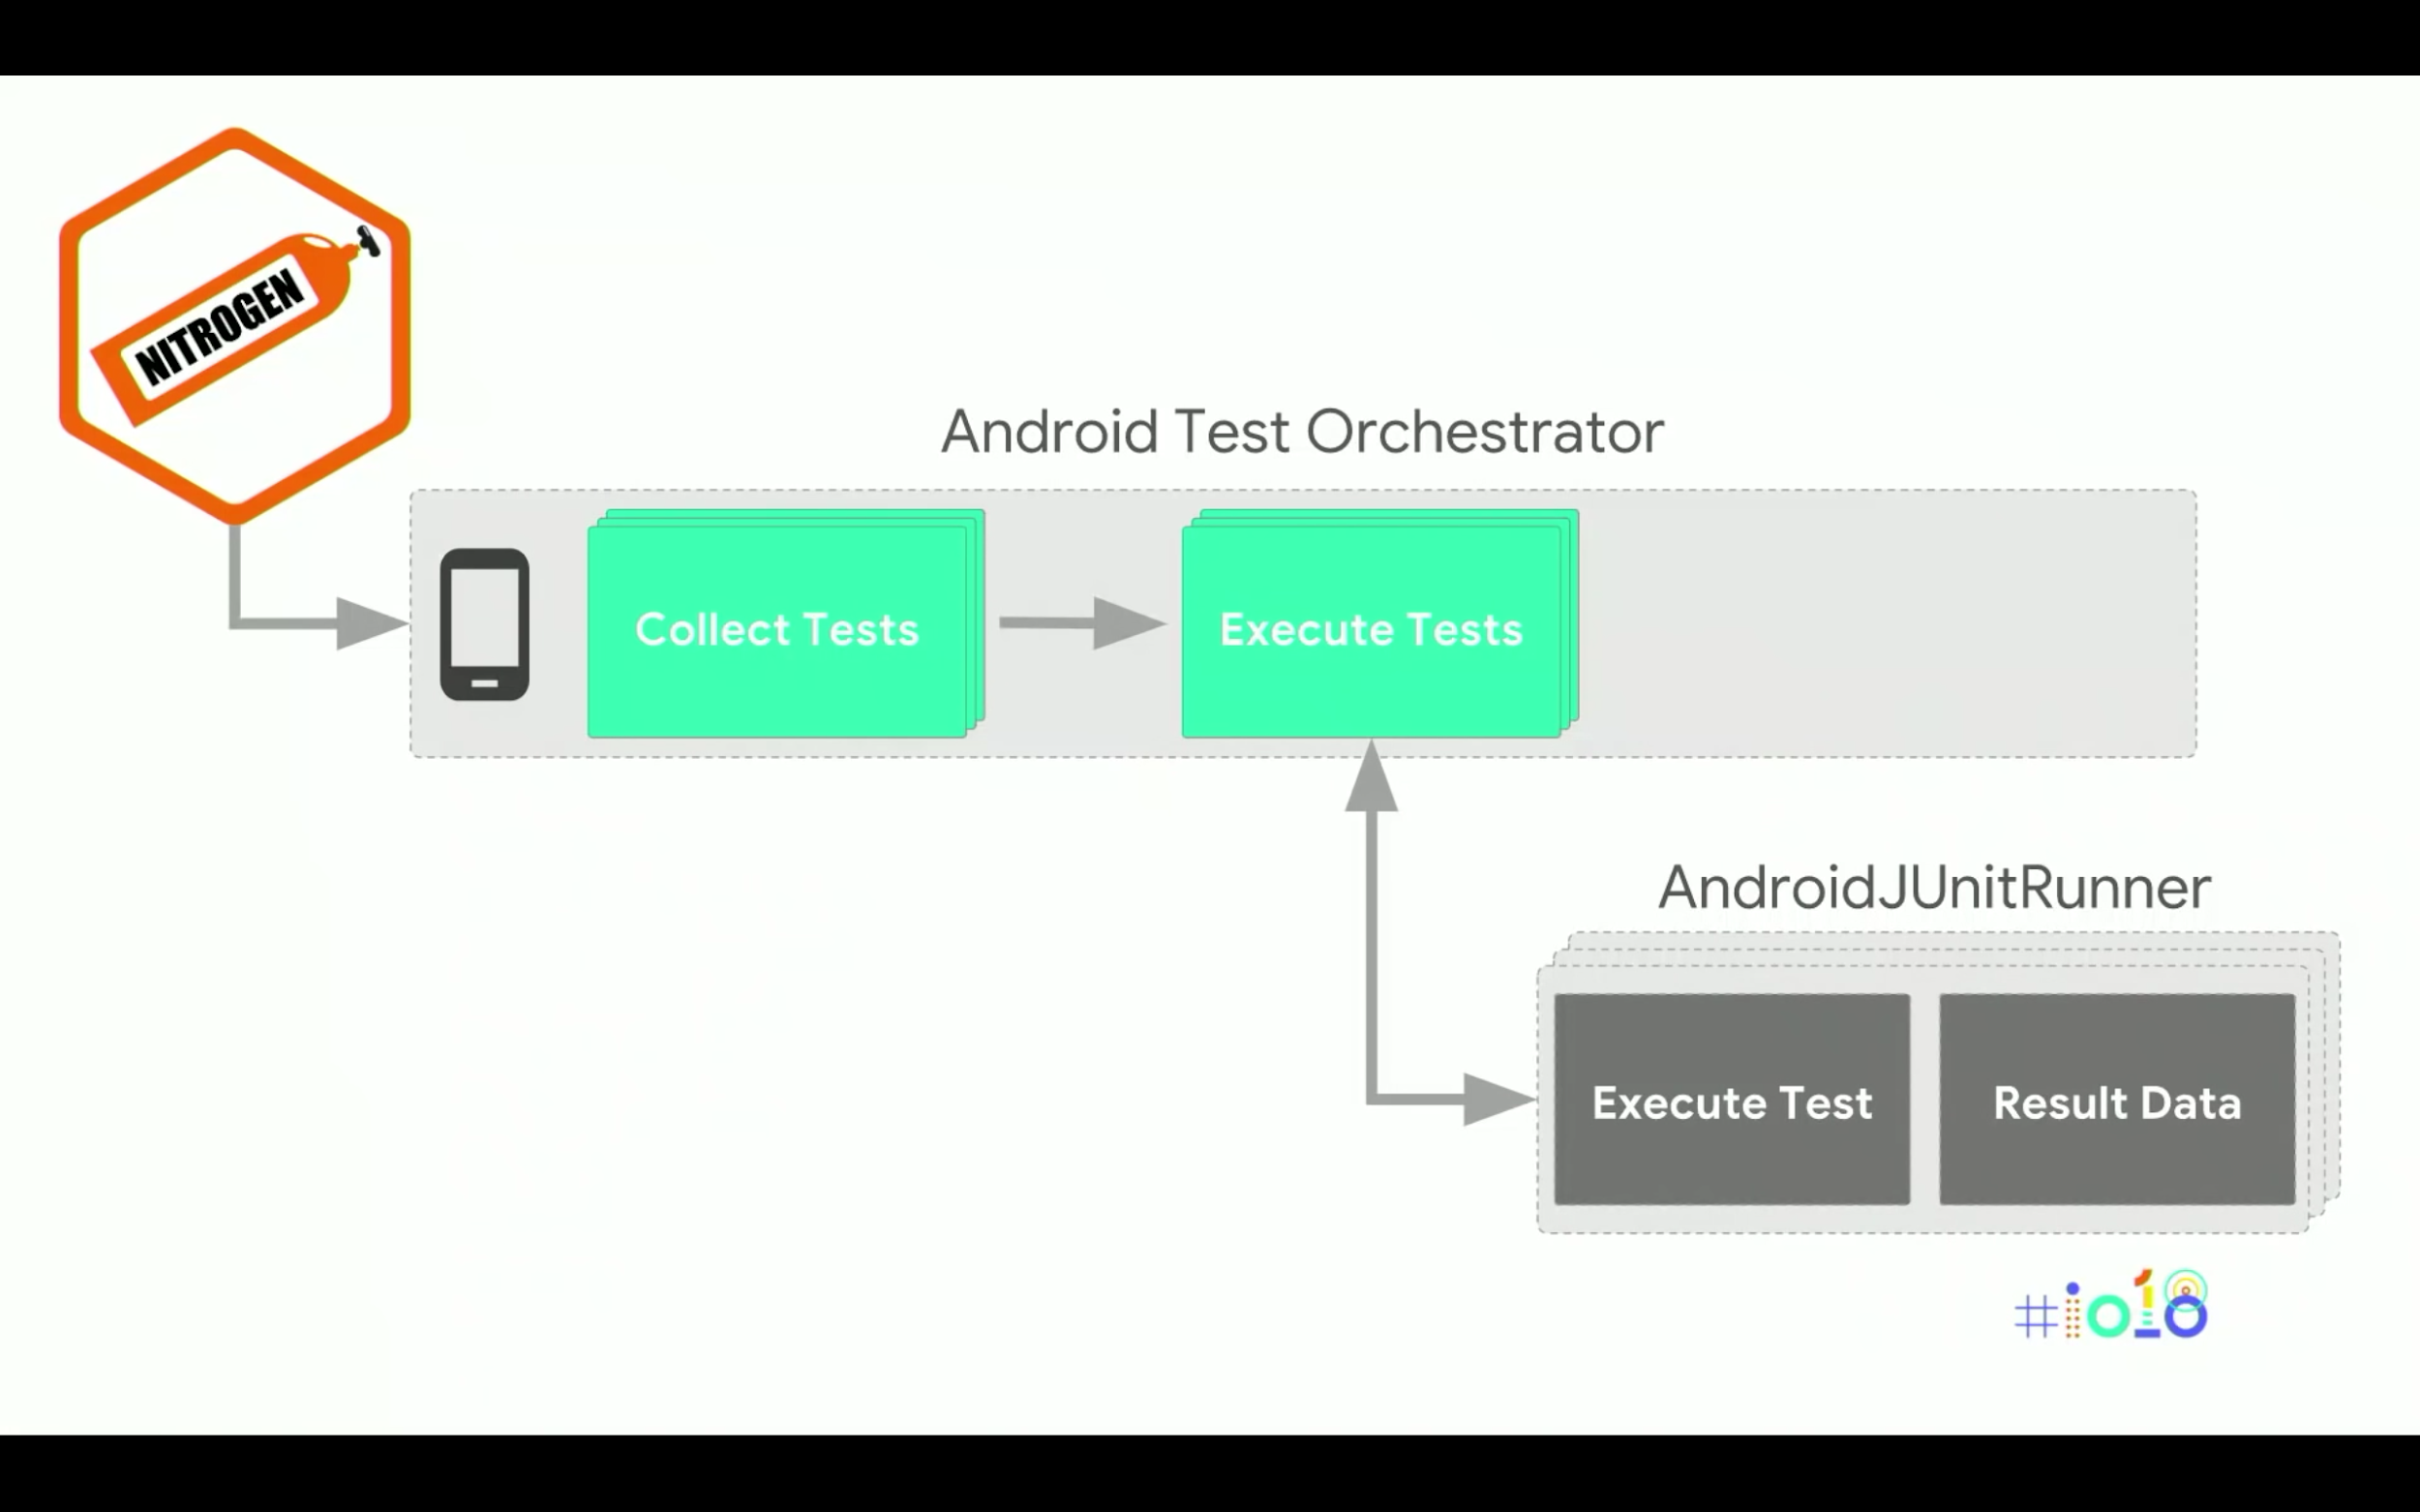 NITROGEN
Android Test Orchestrator
Collect Tests
Execute Tests
AndroidJUnitRunner
Execute Test
Result Data
#io18